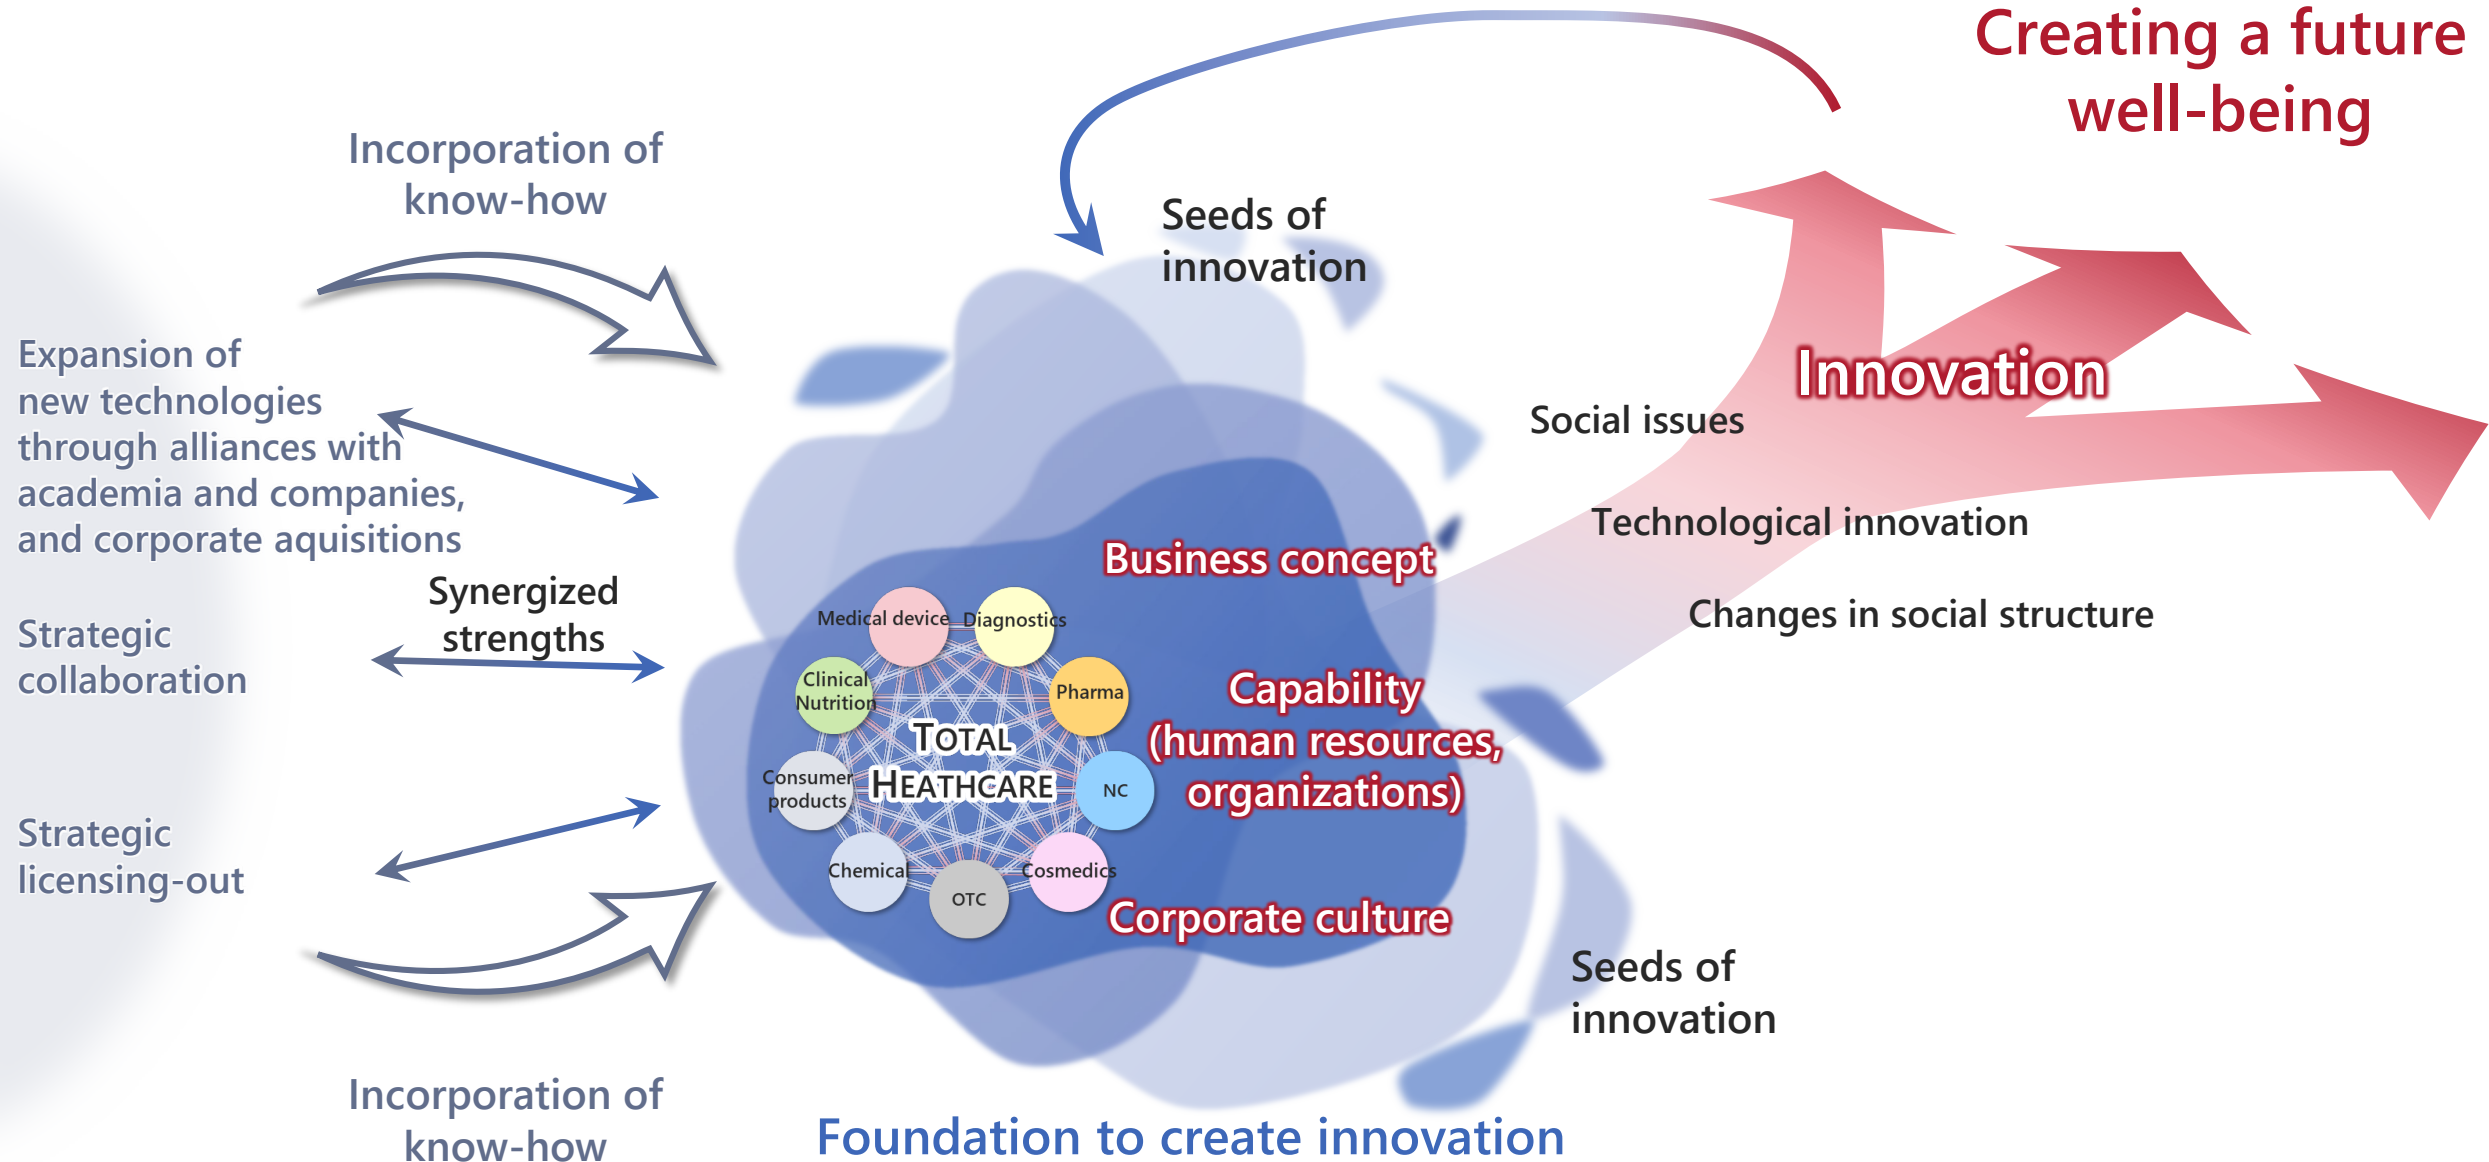 Creating a future
well-being
Incorporation of
know-how
Seeds of
innovation
Expansion of
new technologies
through alliances with
academia and companies,
and corporate aquisitions
Innovation
Social issues
Technological innovation
Changes in social structure
Synergized
strengths
Strategic
collaboration
Strategic
licensing-out
Business concept
Capability
(human resources,
organizations)
Corporate culture
Medical device
Diagnostics
Clinical
Nutrition
Pharma
TOTAL
HEATHCARE
Consumer
products
NC
Chemical
OTC
Cosmedics
Seeds of
innovation
Incorporation of
know-how
Foundation to create innovation